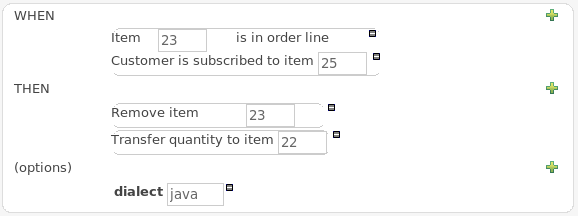 WHEN
Item 23 is in order line
Customer is subscribed to item 25
THEN
Remove item 23
Transfer quantity to item 22
(options)
dialect java